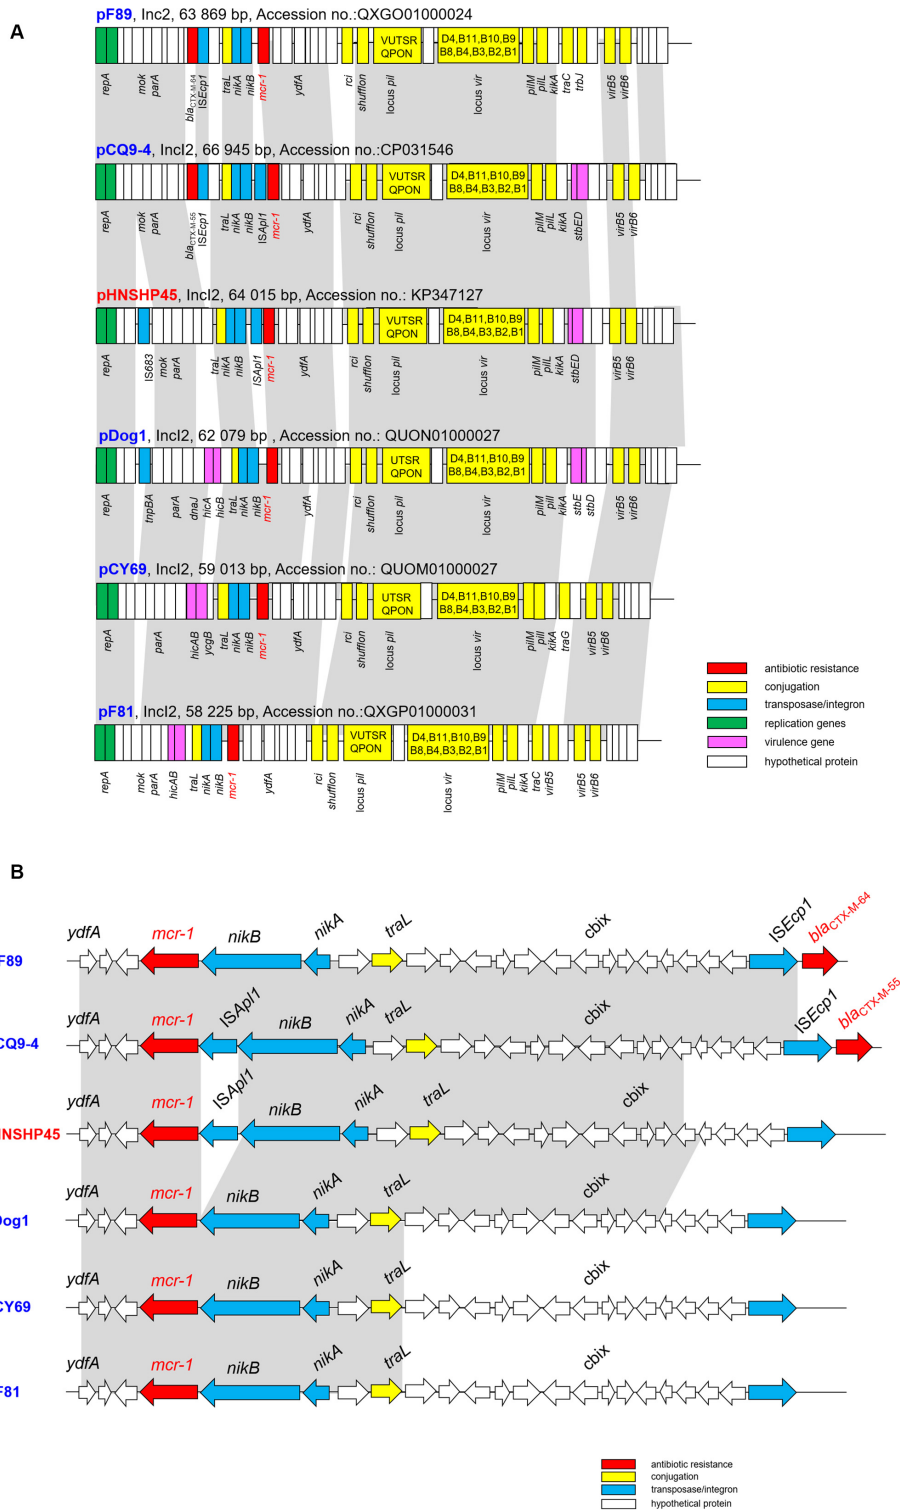 A
pF89, Inc2, 63 869 bp, Accession no.:QXGO01000024
VUTSR
QPON
D4,B11,B10,B9
B8,B4,B3,B2,B1
repA mok parA blaCTX-M-64 ISEcp1 traL nikA nikB mcr-1 ydfA rci shufflon locus pil locus vir pilM pilL kikA traC trbJ virB5 virB6
pCQ9-4, IncI2, 66 945 bp, Accession no.:CP031546
VUTSR
QPON
D4,B11,B10,B9
B8,B4,B3,B2,B1
repA mok parA blaCTX-M-55 ISEcp1 traL nikA nikB ISApl1 mcr-1 ydfA rci shufflon locus pil locus vir pilM pilL kikA stbED virB5 virB6
pHNSHP45, IncI2, 64 015 bp, Accession no.: KP347127
VUTSR
QPON
D4,B11,B10,B9
B8,B4,B3,B2,B1
repA IS683 mok parA traL nikA nikB ISApl1 mcr-1 ydfA rci shufflon locus pil locus vir pilM pilL kikA stbED virB5 virB6
pDog1, IncI2, 62 079 bp , Accession no.: QUON01000027
UTSR
QPON
D4,B11,B10,B9
B8,B4,B3,B2,B1
repA tnpBA parA dnaJ hicA hicB traL nikA nikB mcr-1 ydfA rci shufflon locus pil locus vir pilM pill kikA stbE stbD virB5 virB6
pCY69, IncI2, 59 013 bp, Accession no.: QUOM01000027
UTSR
QPON
D4,B11,B10,B9
B8,B4,B3,B2,B1
repA parA hicAB ycgB traL nikA nikB mcr-1 ydfA rci shufflon locus pil locus vir pilM pill kikA traG virB5 virB6
pF81, IncI2, 58 225 bp, Accession no.:QXGP01000031
VUTSR
QPON
D4,B11,B10,B9
B8,B4,B3,B2,B1
repA mok parA hicAB traL nikA nikB mcr-1 ydfA rci shufflon locus pil locus vir pilM pilL kikA traC virB5 virB5 virB6
antibiotic resistance
conjugation
transposase/integron
replication genes
virulence gene
hypothetical protein
B
ydfA mcr-1 nikB nikA traL cbix ISEcp1 blaCTX-M-64
F89
ydfA mcr-1 ISApl1 nikB nikA traL cbix ISEcp1 blaCTX-M-55
CQ9-4
ydfA mcr-1 ISApl1 nikB nikA traL cbix
NSHP45
ydfA mcr-1 nikB nikA traL cbix
og1
ydfA mcr-1 nikB nikA traL cbix
CY69
ydfA mcr-1 nikB nikA traL cbix
F81
antibiotic resistance
conjugation
transposase/integron
hypothetical protein